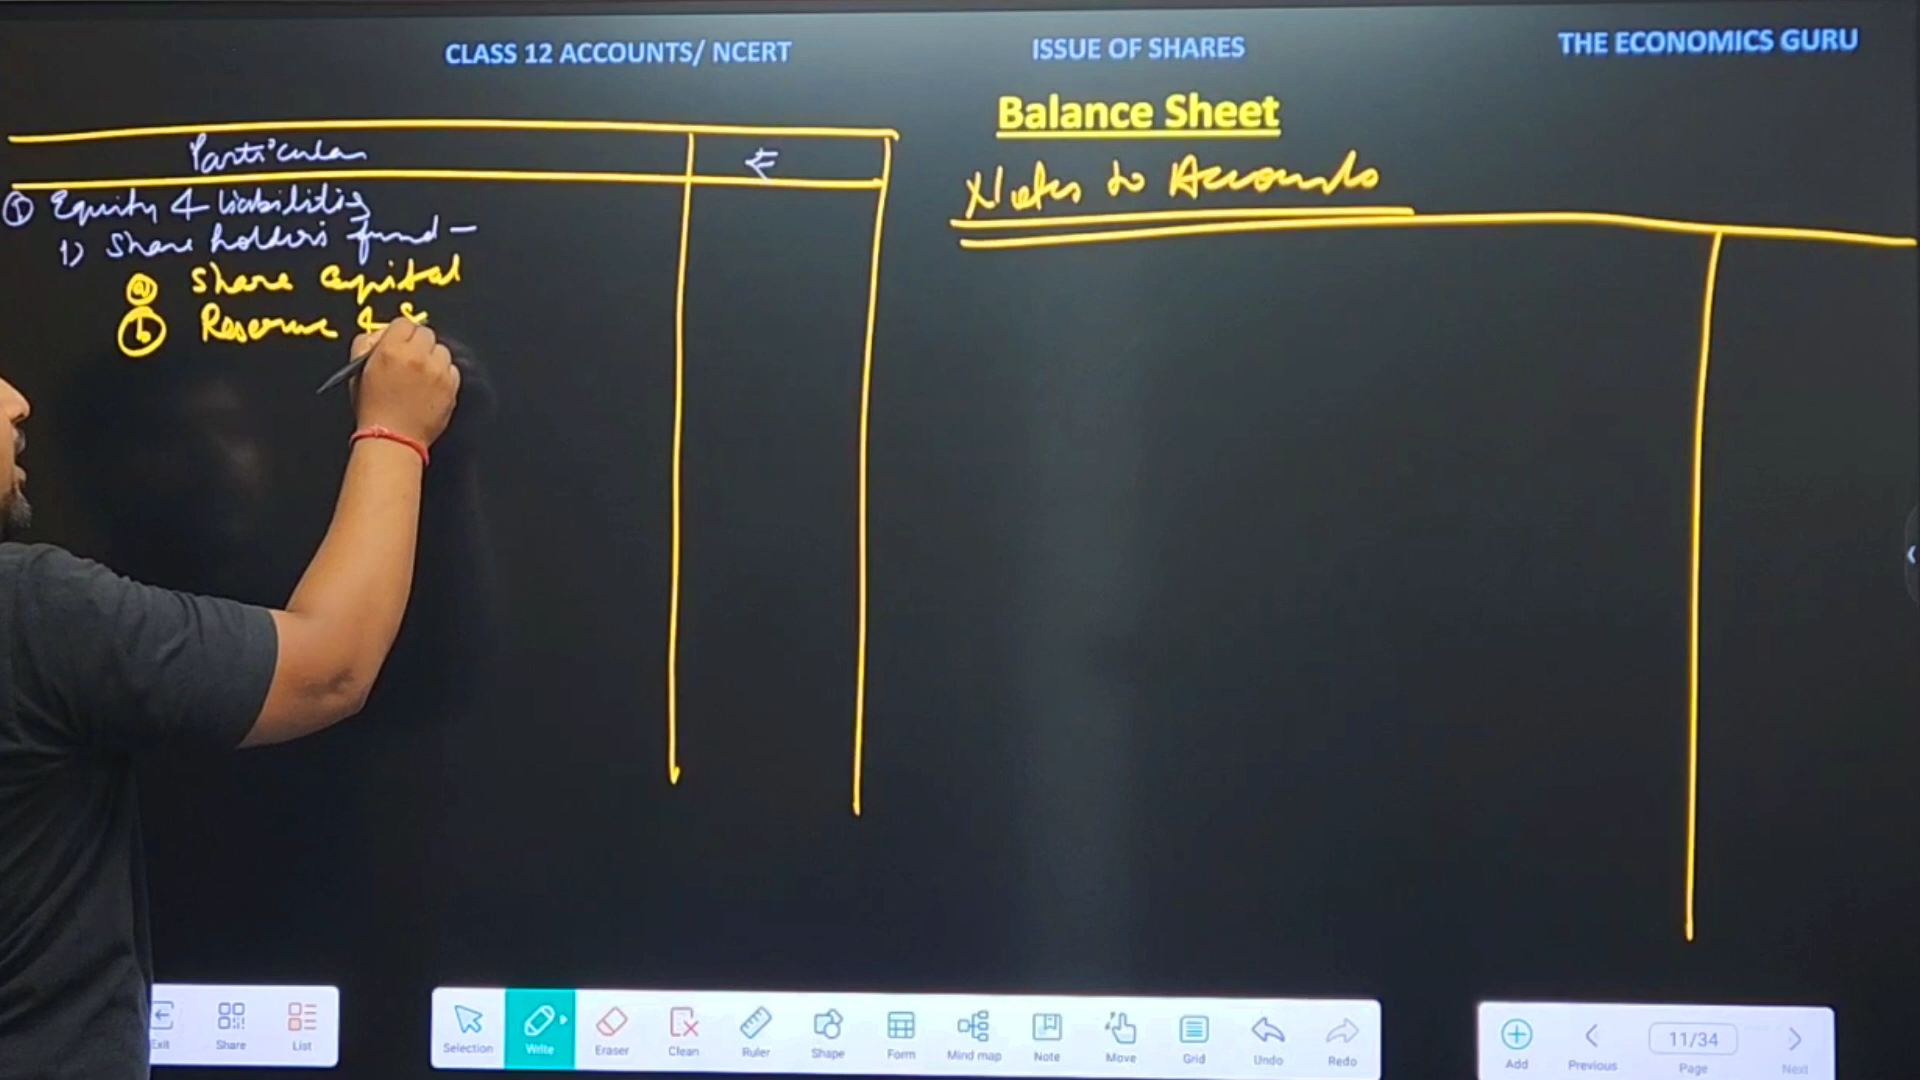 CLASS 12 ACCOUNTS/ NCERT
ISSUE OF SHARES
THE ECONOMICS GURU
Balance Sheet
Notes to Accounts
Particular
₹
I Equity & Liabilities
1) Share holders fund -
a Share capital
b Reserve & S
Exit
Share
List
Selection
Write
Eraser
Clean
Ruler
Shape
Form
Mind map
Note
Move
Grid
Undo
Redo
Add
Previous
11/34
Page
Next